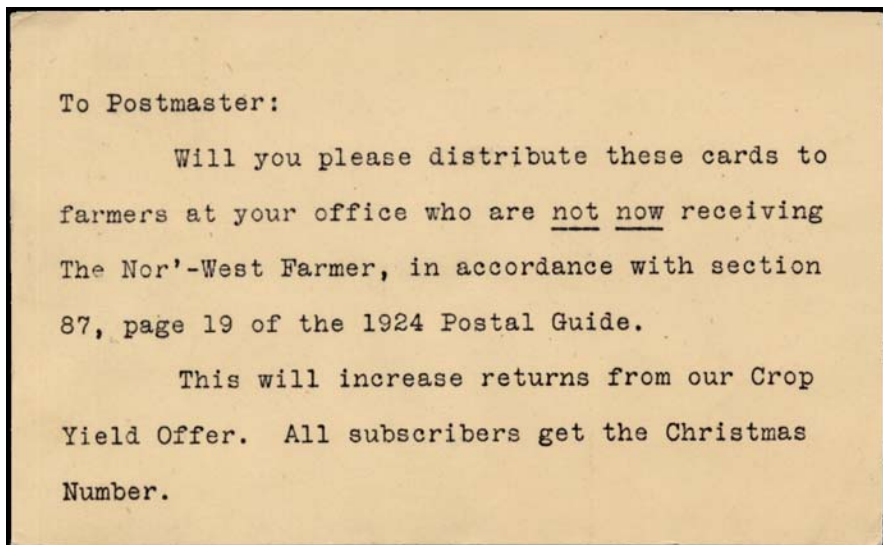 To Postmaster:
Will you please distribute these cards to
farmers at your office who are not now receiving
The Nor'-West Farmer, in accordance with section
87, page 19 of the 1924 Postal Guide.
This will increase returns from our Crop
Yield Offer. All subscribers get the Christmas
Number.